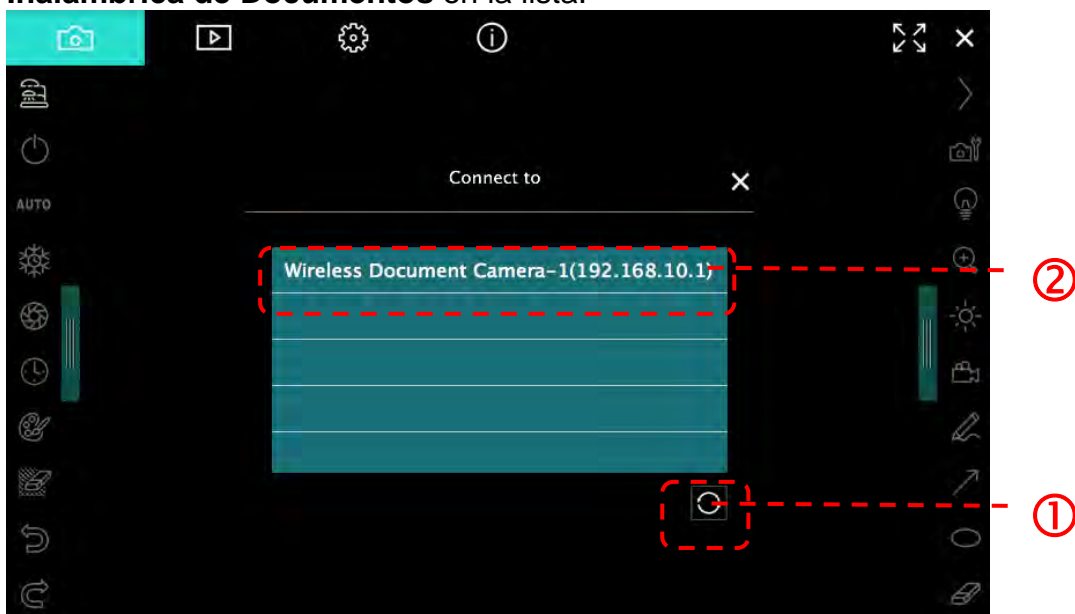 Inalámbrica de Documentos en la lista.
Connect to
AUTO
Wireless Document Camera-1(192.168.10.1)
②
①